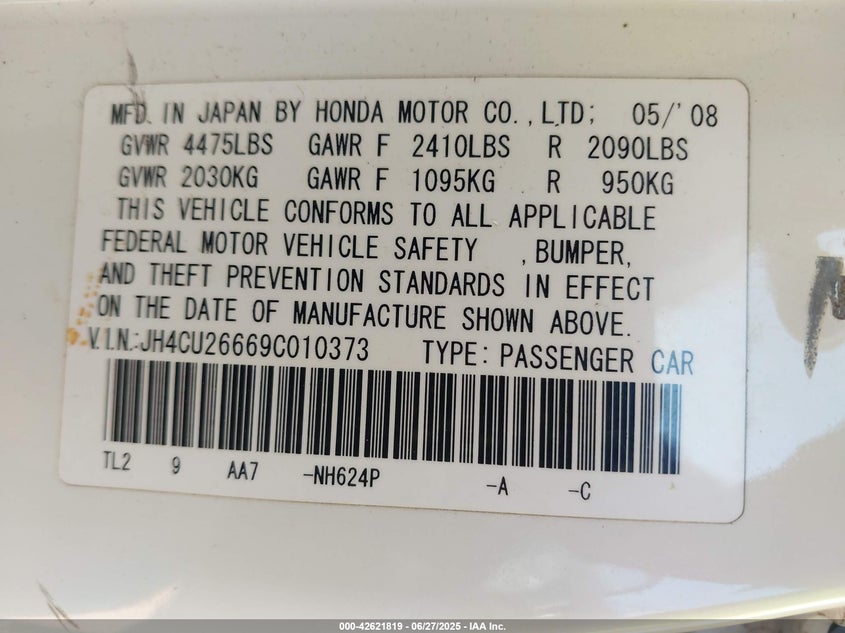 MFD. IN JAPAN BY HONDA MOTOR CO.,LTD; 05/'08
GVWR 4475LBS GAWR F 2410LBS R 2090LBS
GVWR 2030KG GAWR F 1095KG R 950KG
THIS VEHICLE CONFORMS TO ALL APPLICABLE
FEDERAL MOTOR VEHICLE SAFETY ,BUMPER,
AND THEFT PREVENTION STANDARDS IN EFFECT
ON THE DATE OF MANUFACTURE SHOWN ABOVE.
V.I.N.:JH4CU26669C010373 TYPE:PASSENGER CAR
TL2 9 AA7 -NH624P -A -C
000-42621819 / 06/27/2025 - IAA Inc.